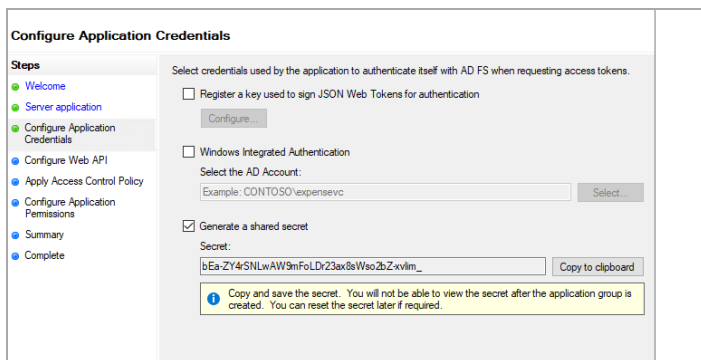 Configure Application Credentials
Steps
Welcome
Server application
Configure Application
Credentials
Configure Web API
Apply Access Control Policy
Configure Application
Permissions
Summary
Complete
Select credentials used by the application to authenticate itself with AD FS when requesting access tokens.
Register a key used to sign JSON Web Tokens for authentication
Configure...
Windows Integrated Authentication
Select the AD Account:
Example: CONTOSO\expensevc
Select...
Generate a shared secret
Secret:
bEa-ZY4rSNLwAW9mFoLDr23ax8sWso2bZ-xvlim_
Copy to clipboard
Copy and save the secret. You will not be able to view the secret after the application group is
created. You can reset the secret later if required.